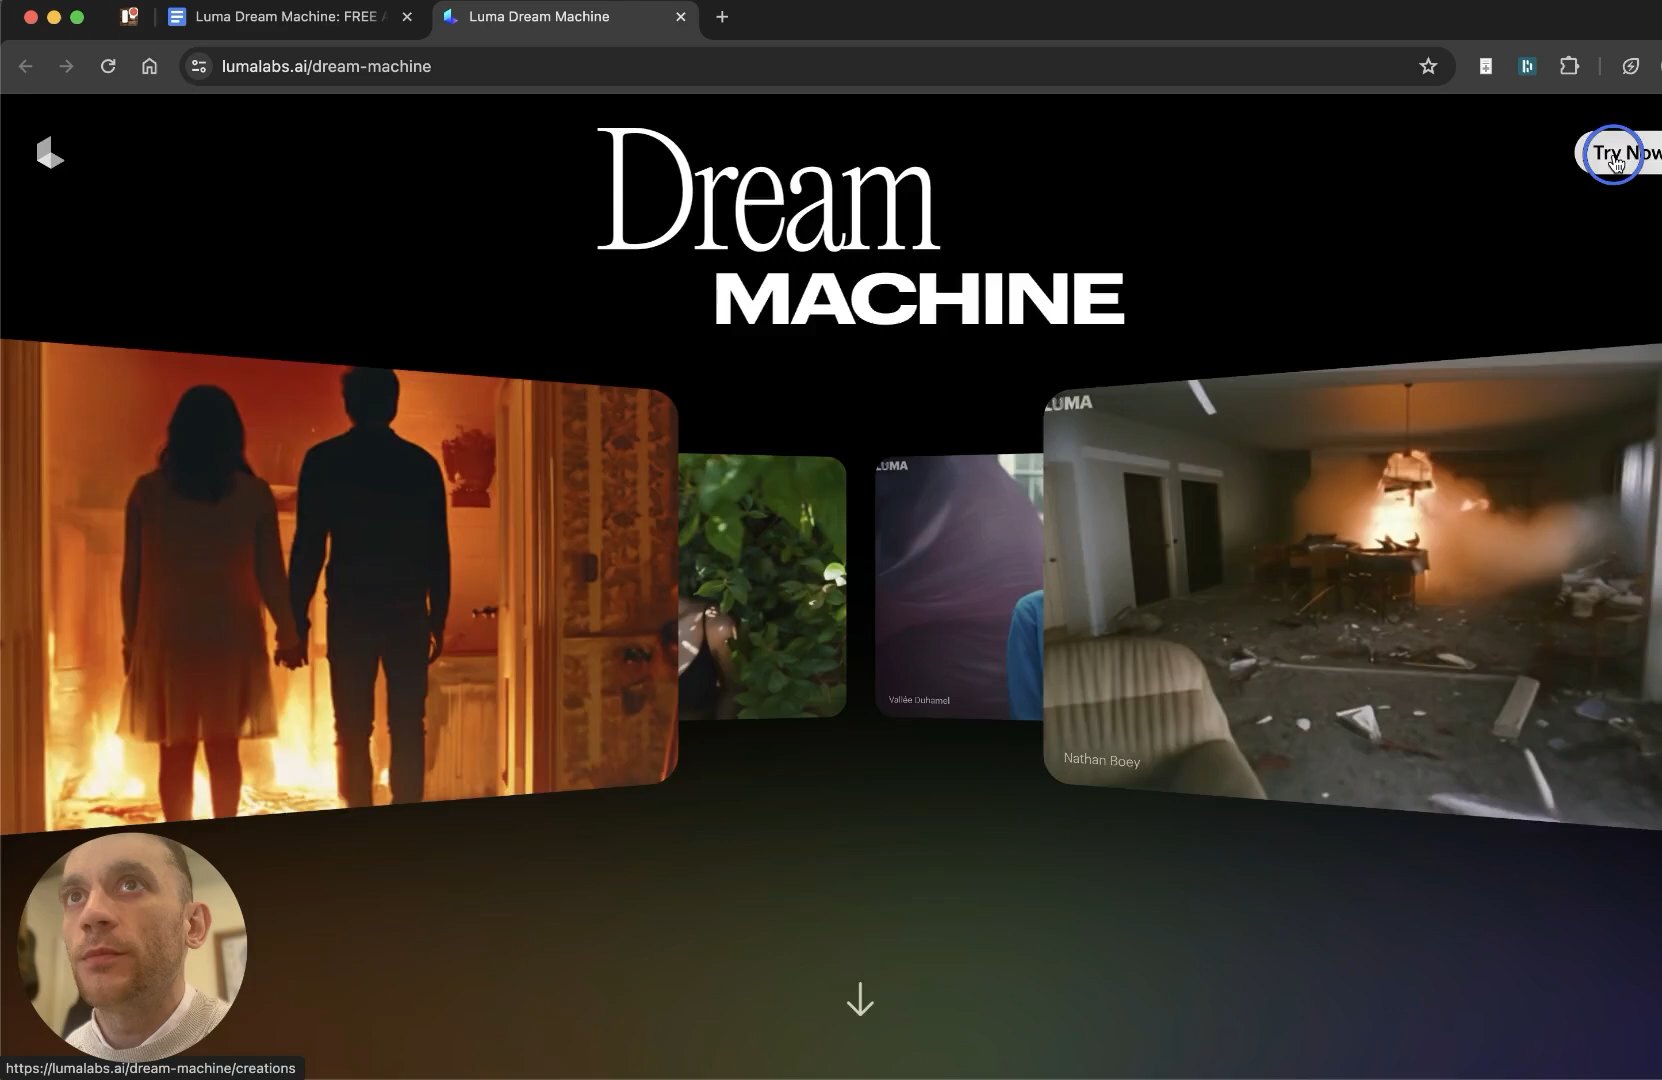 Luma Dream Machine: FREE
Luma Dream Machine
lumalabs.ai/dream-machine
Dream
MACHINE
Try Now
LUMA
LUMA
Vallée Duhamel
Nathan Boey
https://lumalabs.ai/dream-machine/creations